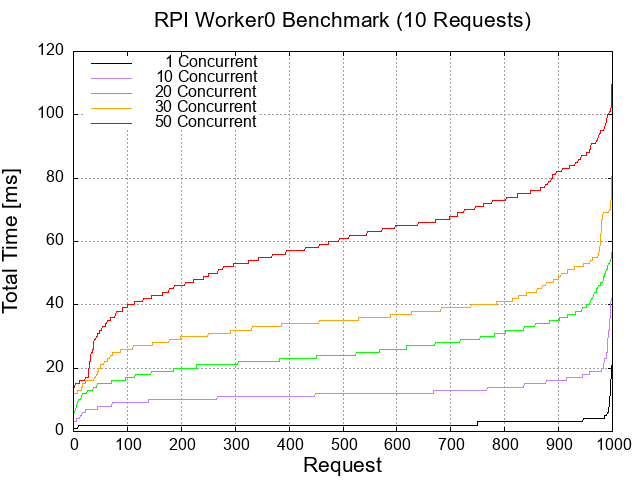 RPI Worker0 Benchmark (10 Requests)
120
100
80
60
40
20
0
Total Time [ms]
1 Concurrent
10 Concurrent
20 Concurrent
30 Concurrent
50 Concurrent
0 100 200 300 400 500 600 700 800 900 1000
Request